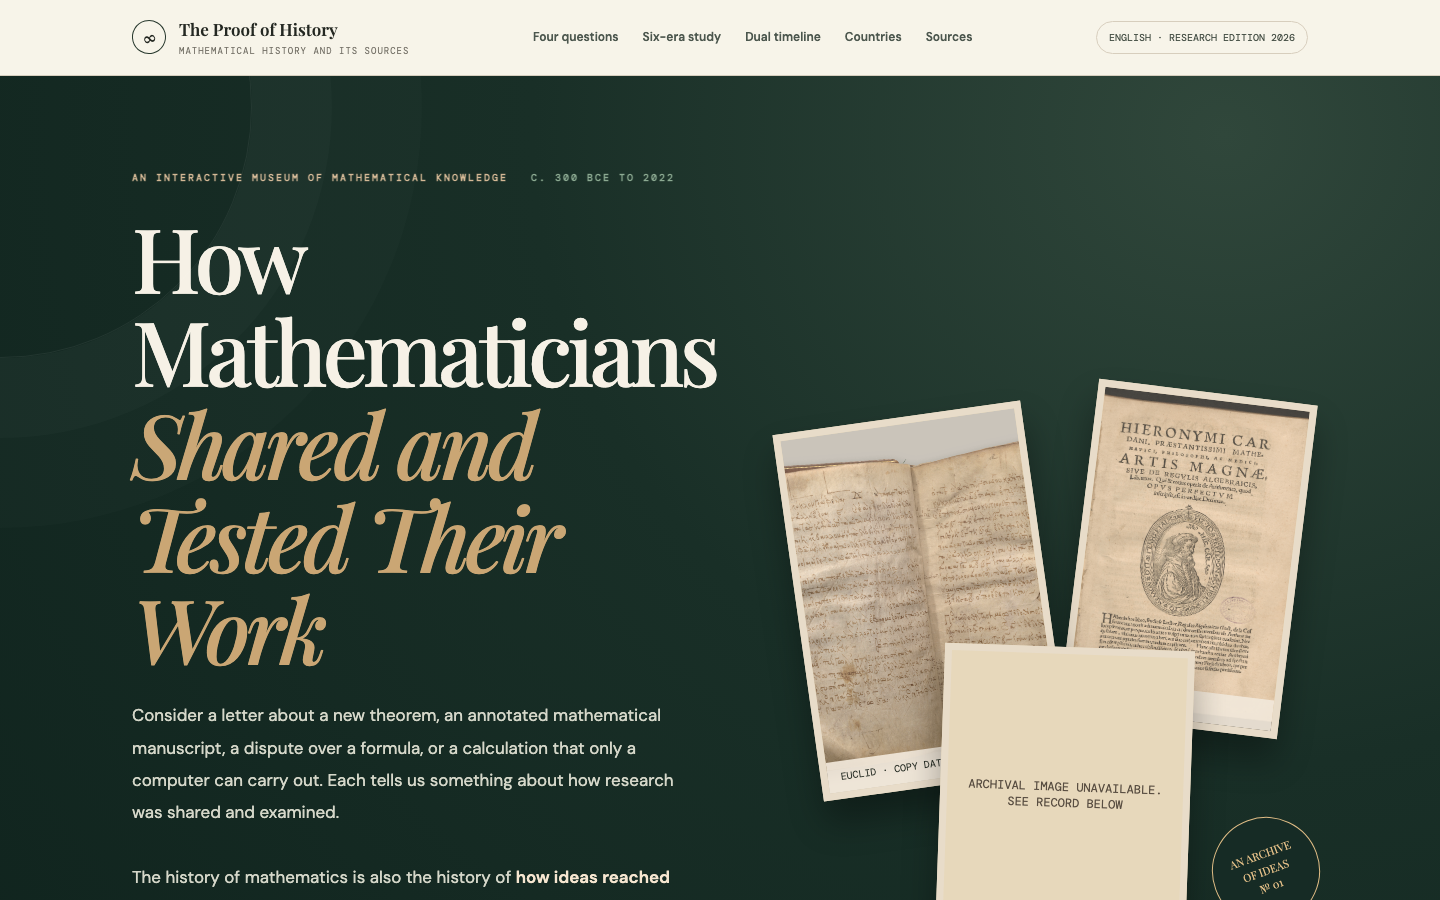 ∞
The Proof of History
MATHEMATICAL HISTORY AND ITS SOURCES
Four questions
Six-era study
Dual timeline
Countries
Sources
ENGLISH · RESEARCH EDITION 2026
AN INTERACTIVE MUSEUM OF MATHEMATICAL KNOWLEDGE
C. 300 BCE TO 2022
How
Mathematicians
Shared and
Tested Their
Work
Consider a letter about a new theorem, an annotated mathematical
manuscript, a dispute over a formula, or a calculation that only a
computer can carry out. Each tells us something about how research
was shared and examined.
The history of mathematics is also the history of how ideas reached
EUCLID · COPY DAT
HIERONYMI CAR
DANI, PRÆSTANTISSIMI MATHE-
ARTIS MAGNÆ,
SIVE DE REGVLIS ALGEBRAICIS,
OPVS PERFECTVM
ARCHIVAL IMAGE UNAVAILABLE.
SEE RECORD BELOW
AN ARCHIVE
OF IDEAS
№ 01